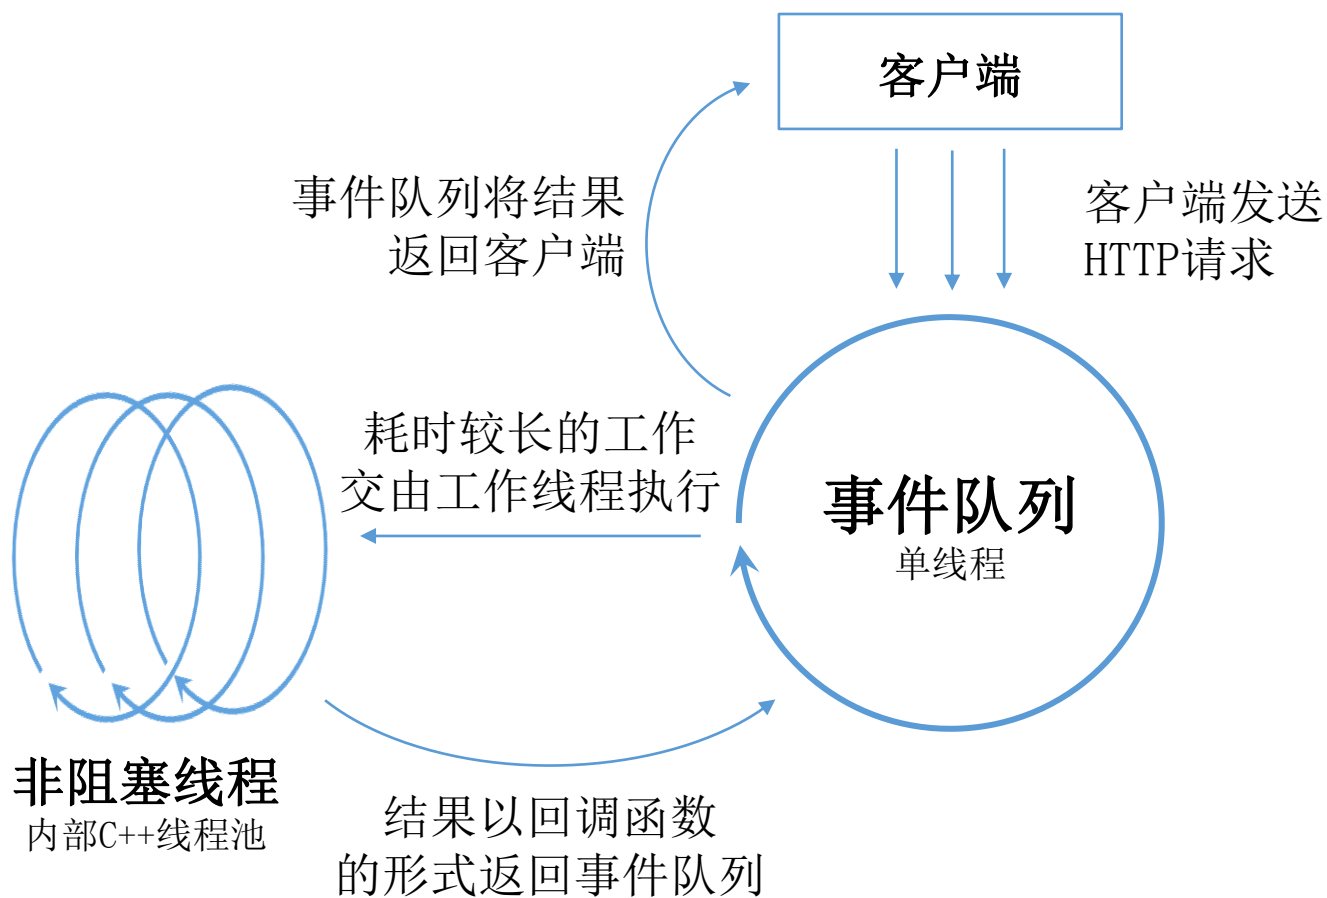 客户端
事件队列将结果
返回客户端
客户端发送
HTTP请求
耗时较长的工作
交由工作线程执行
事件队列
单线程
非阻塞线程
内部C++线程池
结果以回调函数
的形式返回事件队列